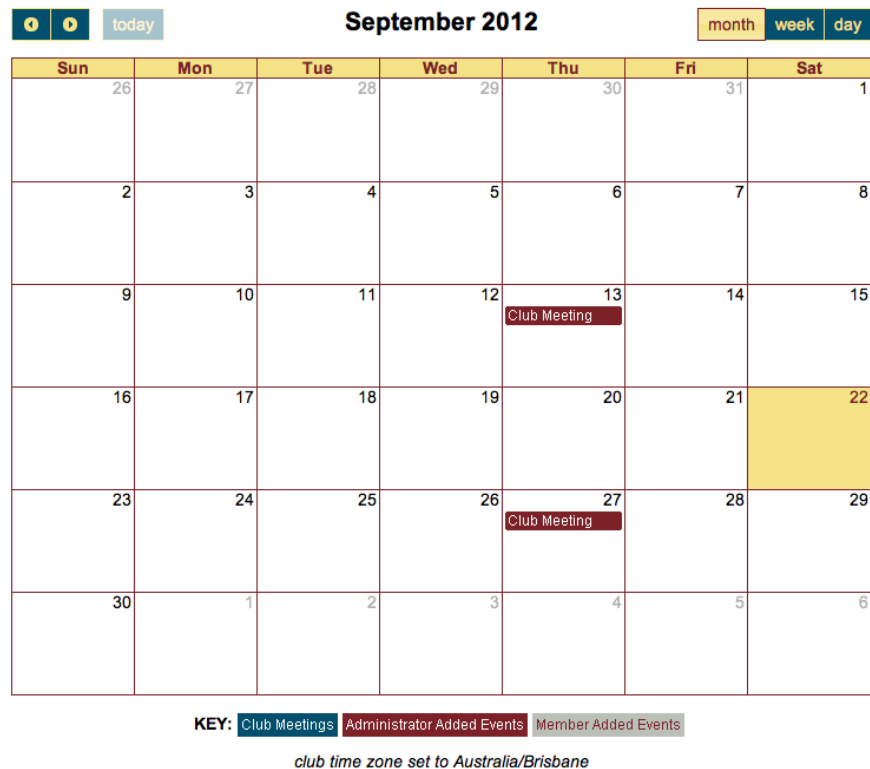 today September 2012 month week day
Sun Mon Tue Wed Thu Fri Sat
26 27 28 29 30 31 1
2 3 4 5 6 7 8
9 10 11 12 13 14 15
Club Meeting
16 17 18 19 20 21 22
23 24 25 26 27 28 29
Club Meeting
30 1 2 3 4 5 6
KEY: Club Meetings Administrator Added Events Member Added Events
club time zone set to Australia/Brisbane